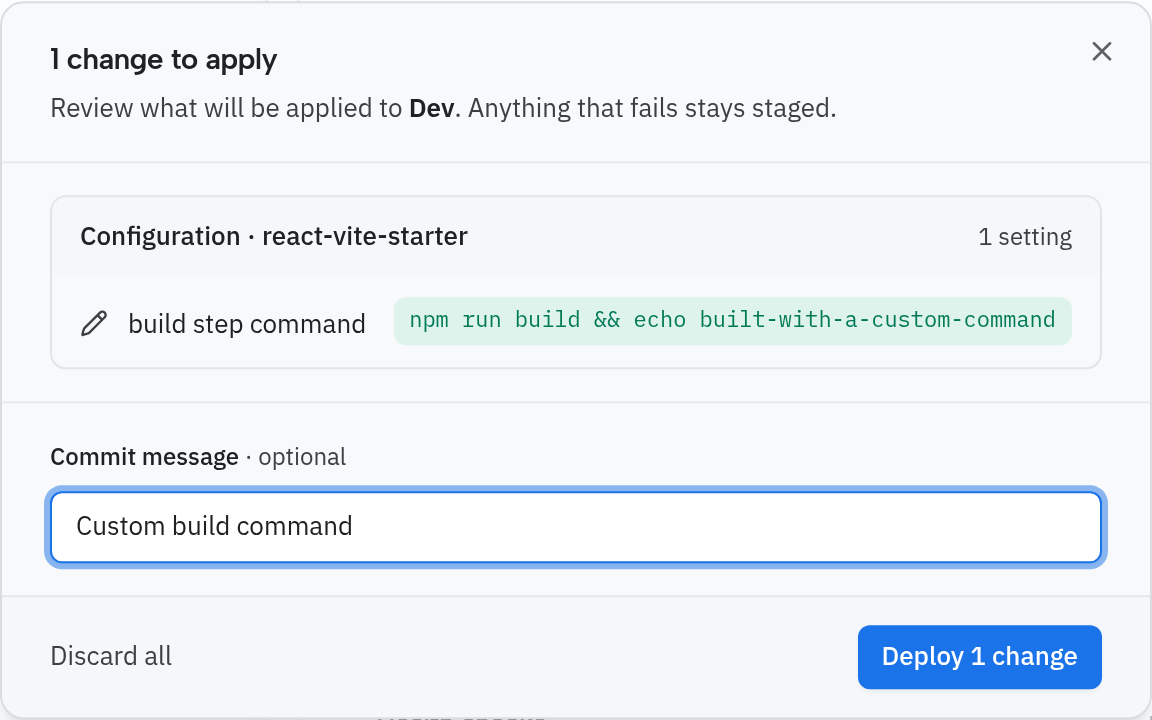 1 change to apply
Review what will be applied to Dev. Anything that fails stays staged.
Configuration · react-vite-starter
1 setting
build step command
npm run build && echo built-with-a-custom-command
Commit message · optional
Custom build command
Discard all
Deploy 1 change